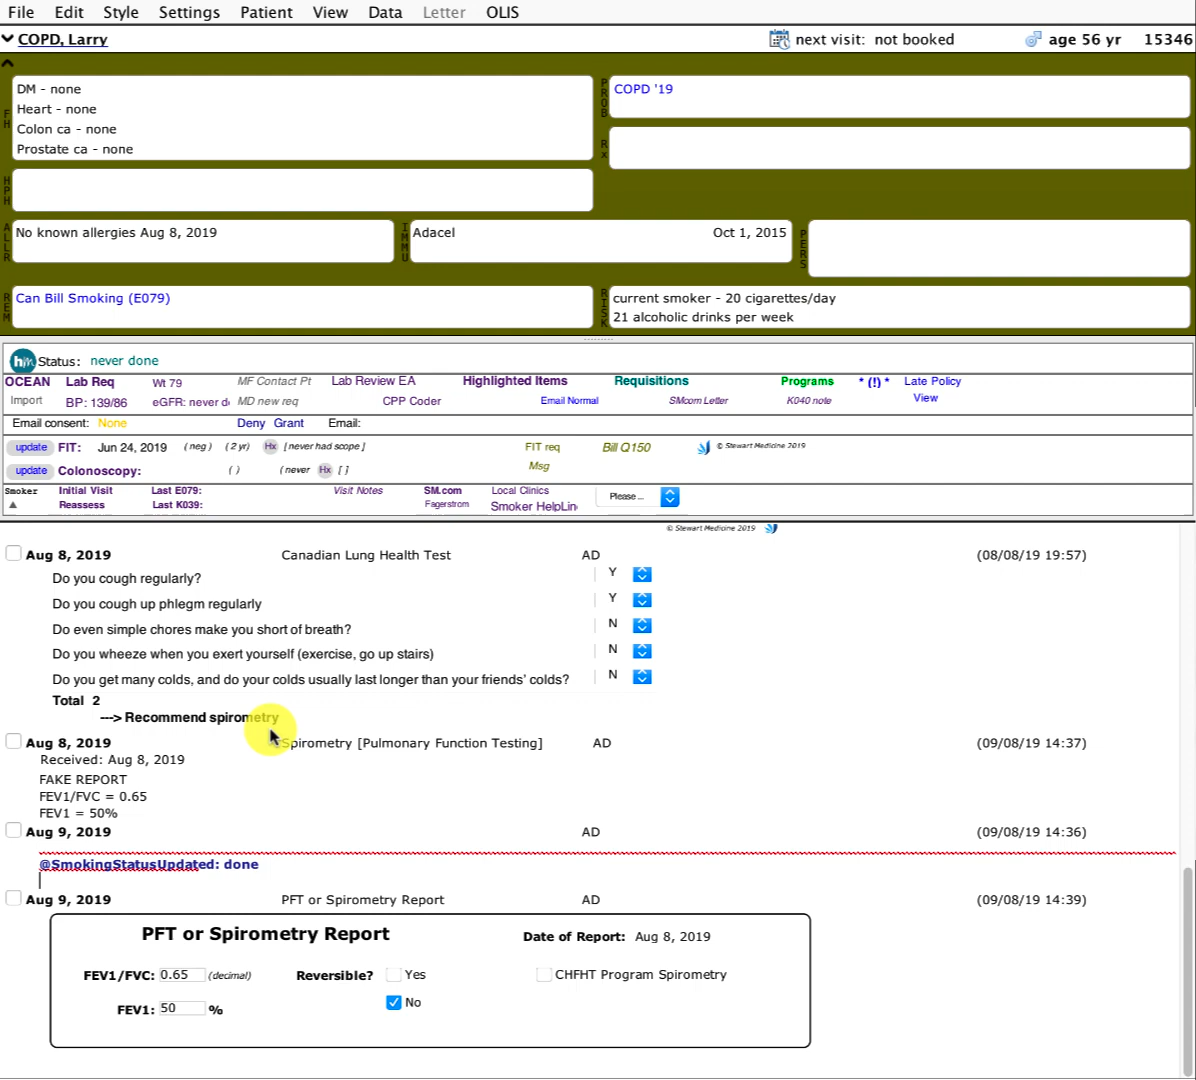 File Edit Style Settings Patient View Data Letter OLIS
COPD, Larry next visit: not booked age 56 yr 15346
FH
DM - none
Heart - none
Colon ca - none
Prostate ca - none
PROB
COPD '19
Rx
HPH
ALLR
No known allergies Aug 8, 2019
IMMU
Adacel Oct 1, 2015
PERS
REM
Can Bill Smoking (E079)
RISK
current smoker - 20 cigarettes/day
21 alcoholic drinks per week
hm Status: never done
OCEAN Lab Req Wt 79 MF Contact Pt Lab Review EA Highlighted Items Requisitions Programs * (!) * Late Policy
Import BP: 139/86 eGFR: never d MD new req CPP Coder Email Normal SMcom Letter K040 note View
Email consent: None Deny Grant Email:
update FIT: Jun 24, 2019 (neg) (2 yr) Hx [never had scope] FIT req Bill Q150 © Stewart Medicine 2019
update Colonoscopy: ( ) (never Hx [ ] Msg
Smoker Initial Visit Last E079: Visit Notes SM.com Local Clinics Please ...
▲ Reassess Last K039: Fagerstrom Smoker HelpLin
© Stewart Medicine 2019
Aug 8, 2019 Canadian Lung Health Test AD (08/08/19 19:57)
Do you cough regularly? Y
Do you cough up phlegm regularly Y
Do even simple chores make you short of breath? N
Do you wheeze when you exert yourself (exercise, go up stairs) N
Do you get many colds, and do your colds usually last longer than your friends' colds? N
Total 2
---> Recommend spirometry
Aug 8, 2019 Spirometry [Pulmonary Function Testing] AD (09/08/19 14:37)
Received: Aug 8, 2019
FAKE REPORT
FEV1/FVC = 0.65
FEV1 = 50%
Aug 9, 2019 AD (09/08/19 14:36)
@SmokingStatusUpdated: done
Aug 9, 2019 PFT or Spirometry Report AD (09/08/19 14:39)
PFT or Spirometry Report Date of Report: Aug 8, 2019
FEV1/FVC: 0.65 (decimal) Reversible? Yes CHFHT Program Spirometry
FEV1: 50 % No